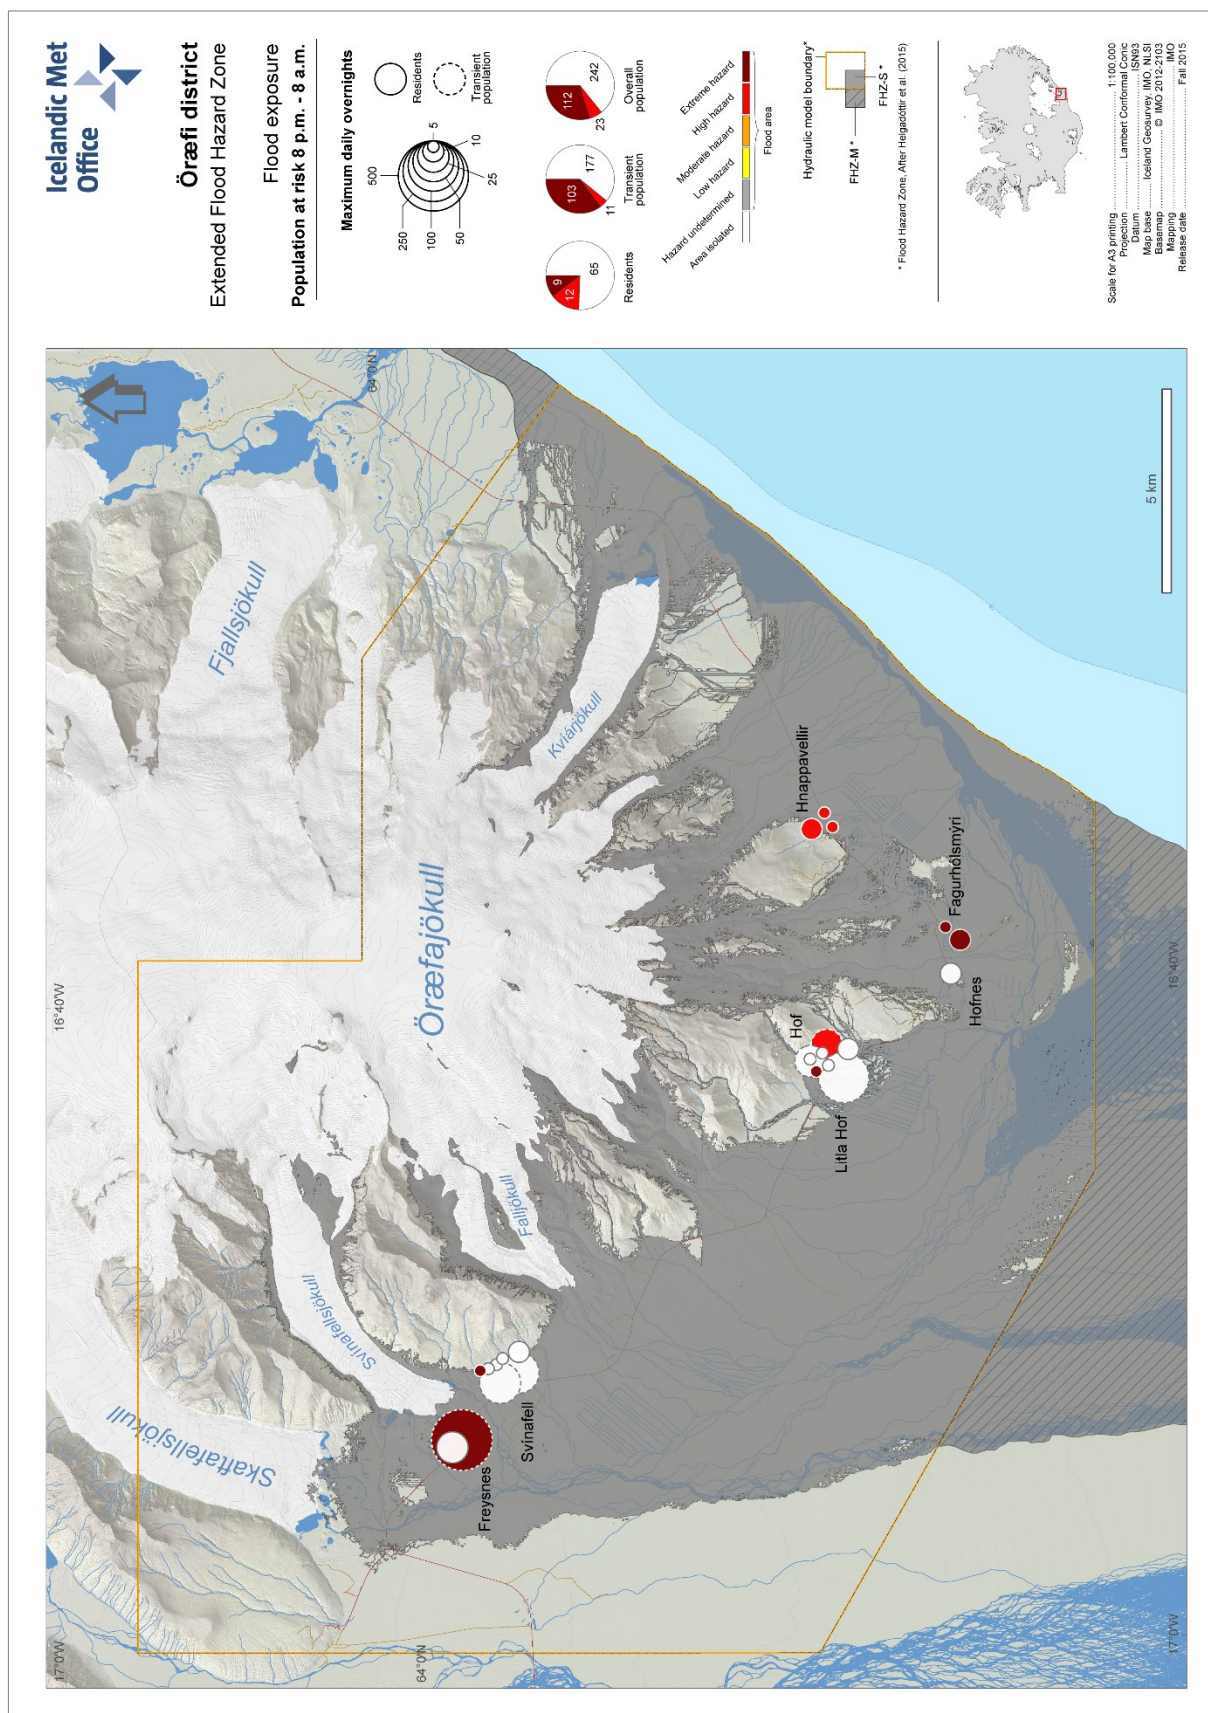 Icelandic Met
Office
Öræfi district
Extended Flood Hazard Zone
Flood exposure
Population at risk 8 p.m. - 8 a.m.
Maximum daily overnights
500
250
100
50
25
10
5
Residents
Transient
population
9
12
65
Residents
103
177
11
Transient
population
112
242
23
Overall
population
Area isolated
Hazard undetermined
Low hazard
Moderate hazard
High hazard
Extreme hazard
Flood area
Hydraulic model boundary*
FHZ-M *
FHZ-S *
* Flood Hazard Zone, After Helgadóttir et al. (2015)
Scale for A3 printing ........ 1:100.000
Projection ........ Lambert Conformal Conic
Datum ........ ISN93
Map base ........ Iceland Geosurvey, IMO, NLSI
Basemap ........ © IMO 2012-2103
Mapping ........ IMO
Release date ........ Fall 2015
17°0'W
16°40'W
64°0'N
64°0'N
17°0'W
16°40'W
Skaftafellsjökull
Svínafellsjökull
Falljökull
Öræfajökull
Fjallsjökull
Kvíárjökull
Freysnes
Svínafell
Litla Hof
Hof
Hofnes
Fagurhólsmýri
Hnappavellir
5 km